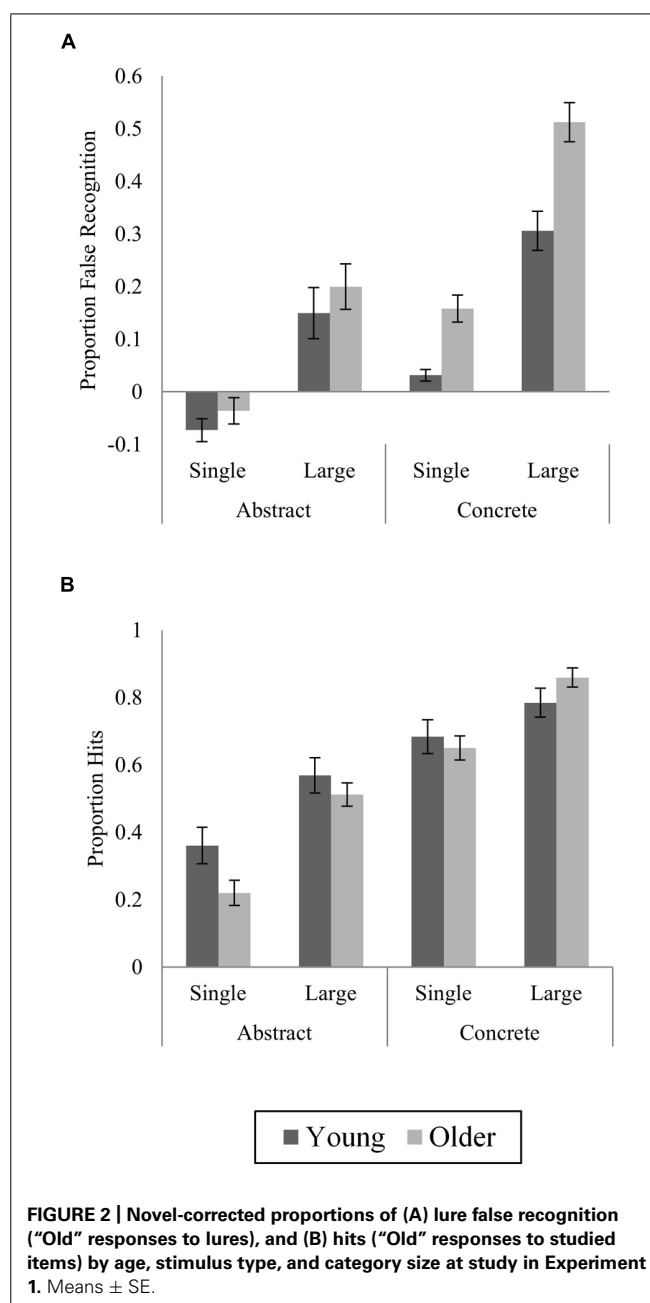 A
Proportion False Recognition
0.6
0.5
0.4
0.3
0.2
0.1
0
-0.1
Single Large Single Large
Abstract Concrete
B
Proportion Hits
1
0.8
0.6
0.4
0.2
0
Single Large Single Large
Abstract Concrete
Young Older
FIGURE 2 | Novel-corrected proportions of (A) lure false recognition
(“Old” responses to lures), and (B) hits (“Old” responses to studied
items) by age, stimulus type, and category size at study in Experiment
1. Means ± SE.